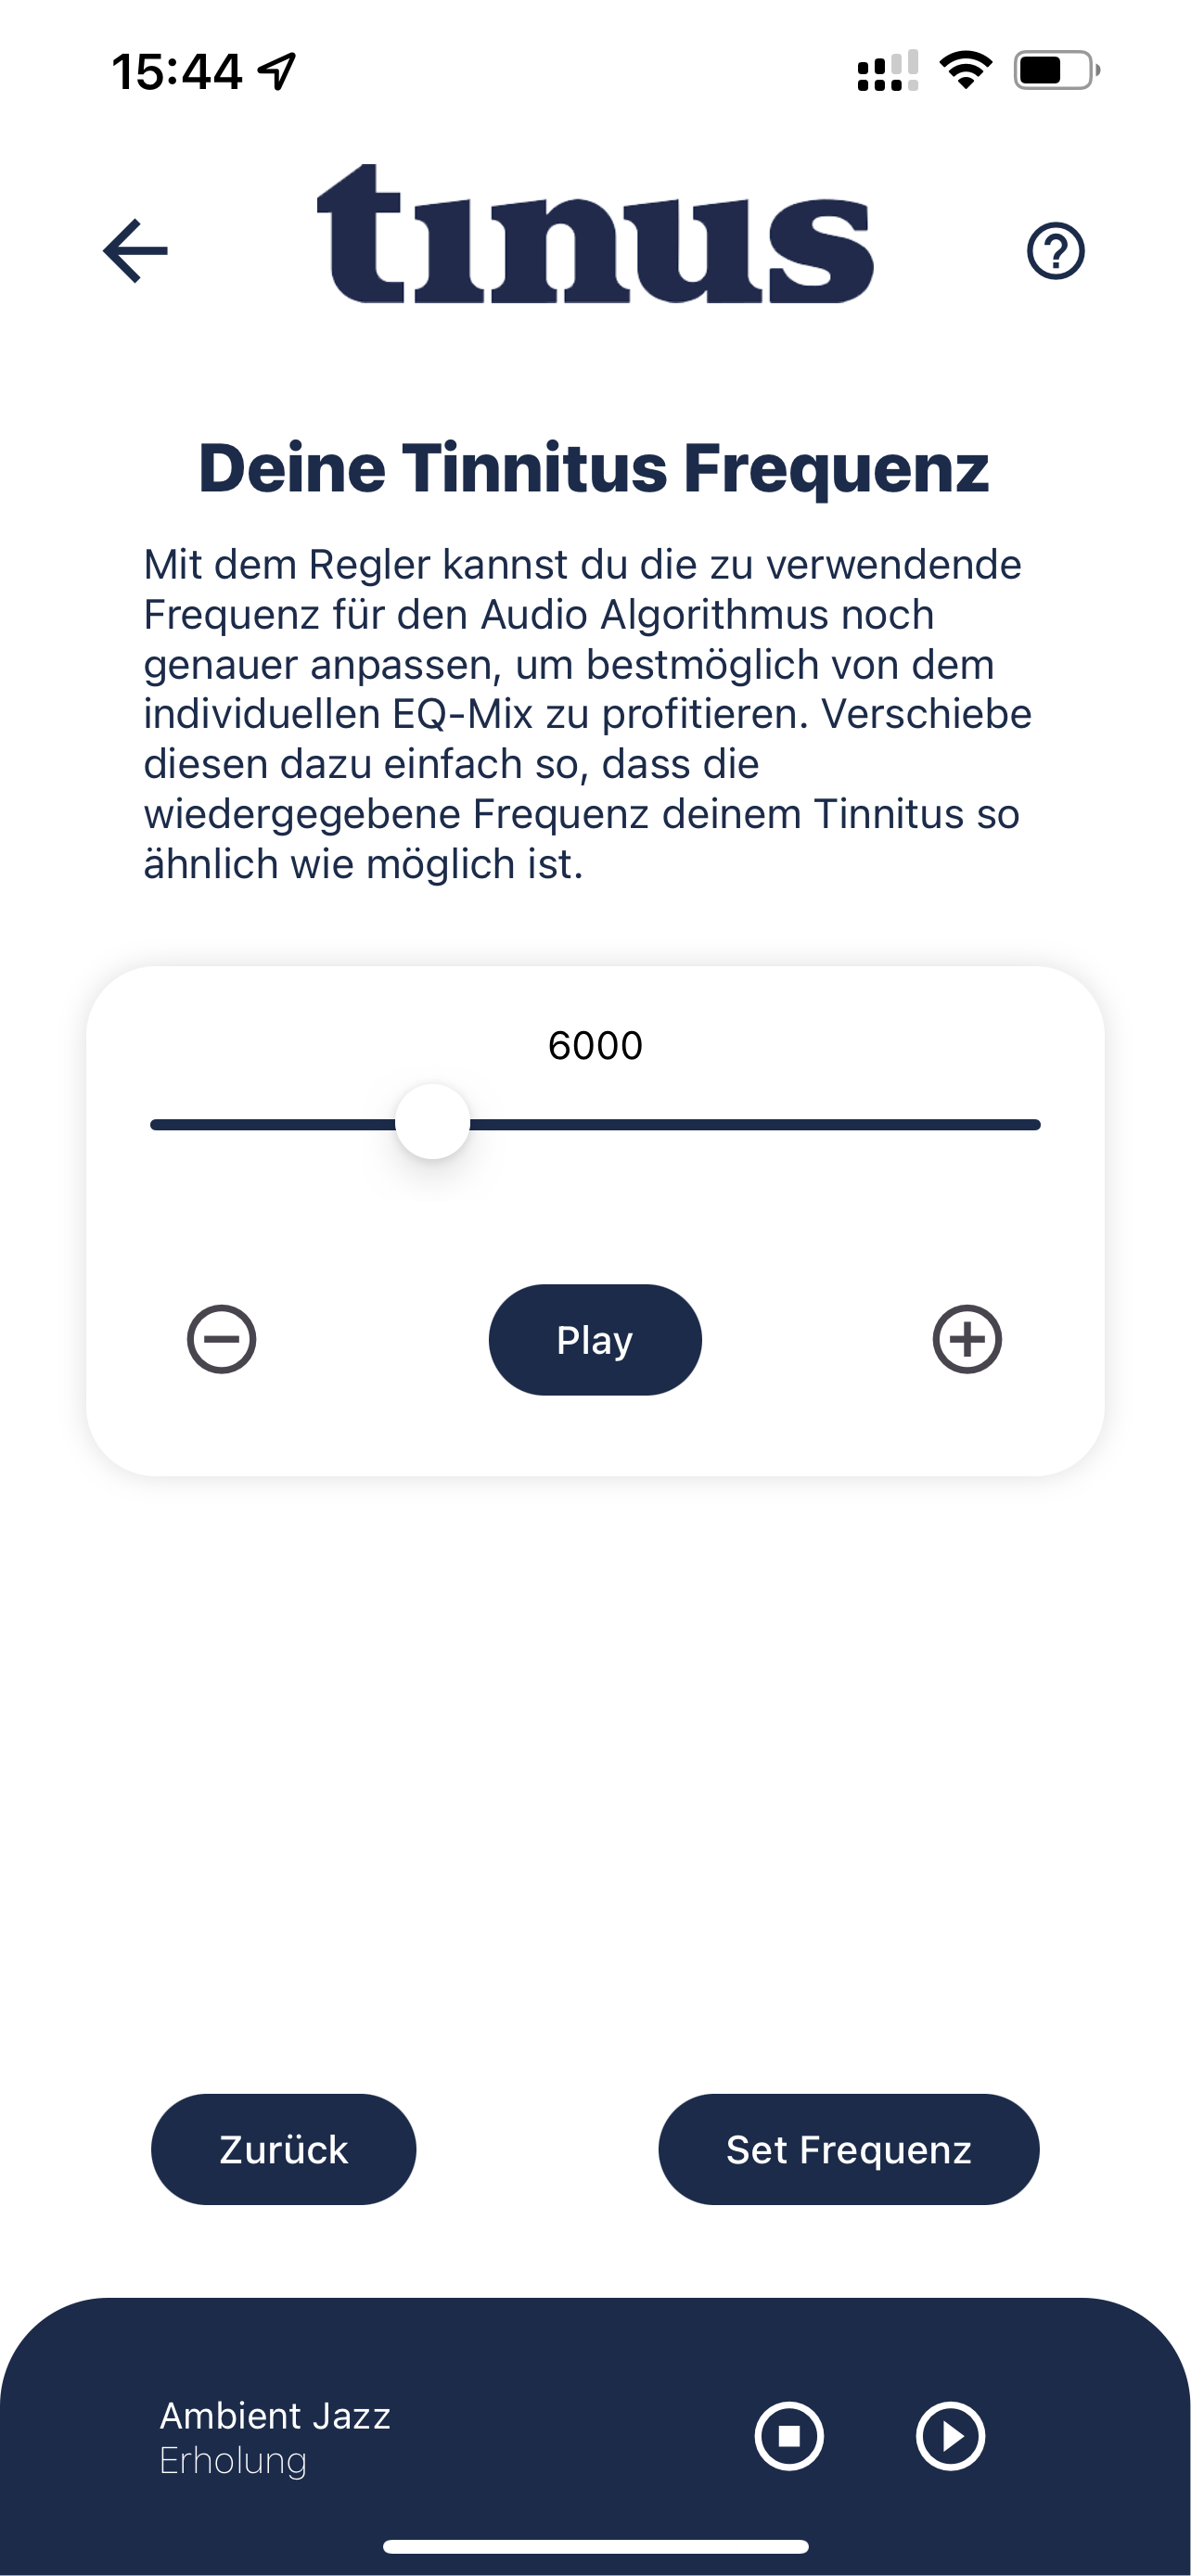 15:44
tınus
Deine Tinnitus Frequenz
Mit dem Regler kannst du die zu verwendende
Frequenz für den Audio Algorithmus noch
genauer anpassen, um bestmöglich von dem
individuellen EQ-Mix zu profitieren. Verschiebe
diesen dazu einfach so, dass die
wiedergegebene Frequenz deinem Tinnitus so
ähnlich wie möglich ist.
6000
Play
Zurück
Set Frequenz
Ambient Jazz
Erholung